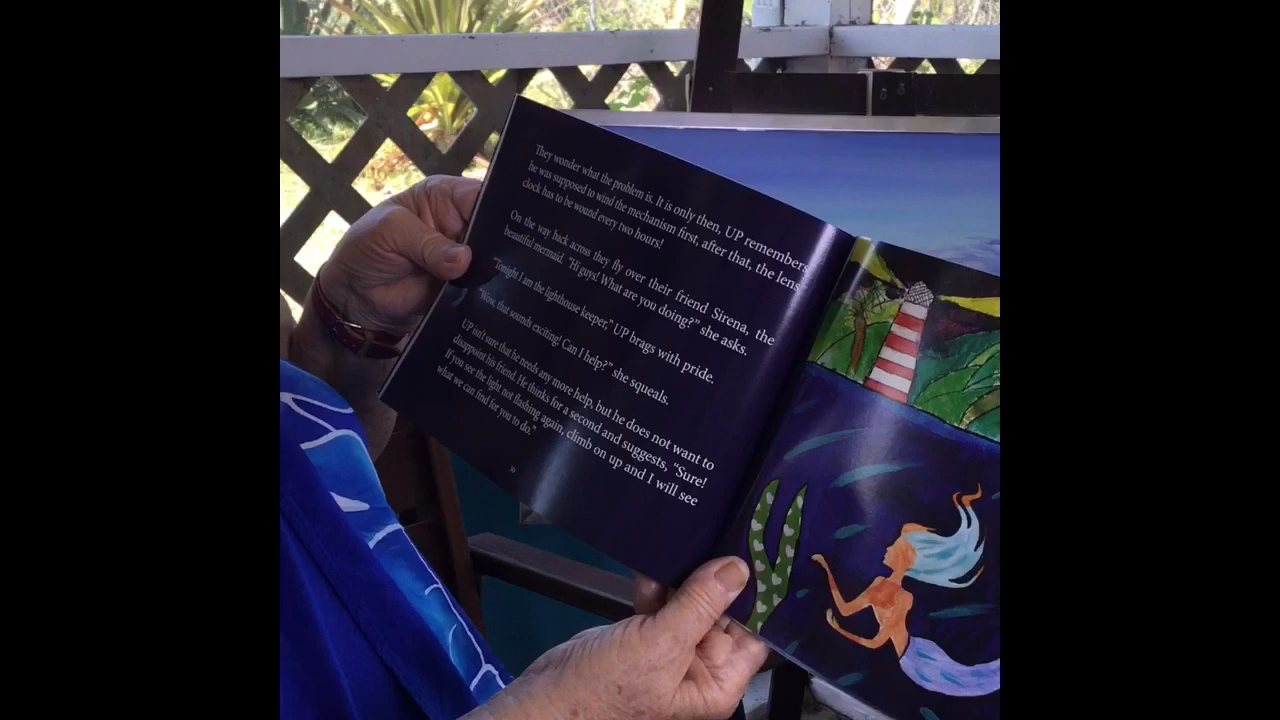 They wonder what the problem is. It is only then, UP remembers
he was supposed to wind the mechanism first, after that, the lens
clock has to be wound every two hours!
On the way back across they fly over their friend Sirena, the
beautiful mermaid. "Hi guys! What are you doing?" she asks.
"Tonight I am the lighthouse keeper," UP brags with pride.
"Wow, that sounds exciting! Can I help?" she squeals.
UP isn't sure that he needs any more help, but he does not want to
disappoint his friend. He thinks for a second and suggests, "Sure!
If you see the light not flashing again, climb on up and I will see
what we can find for you to do."
30